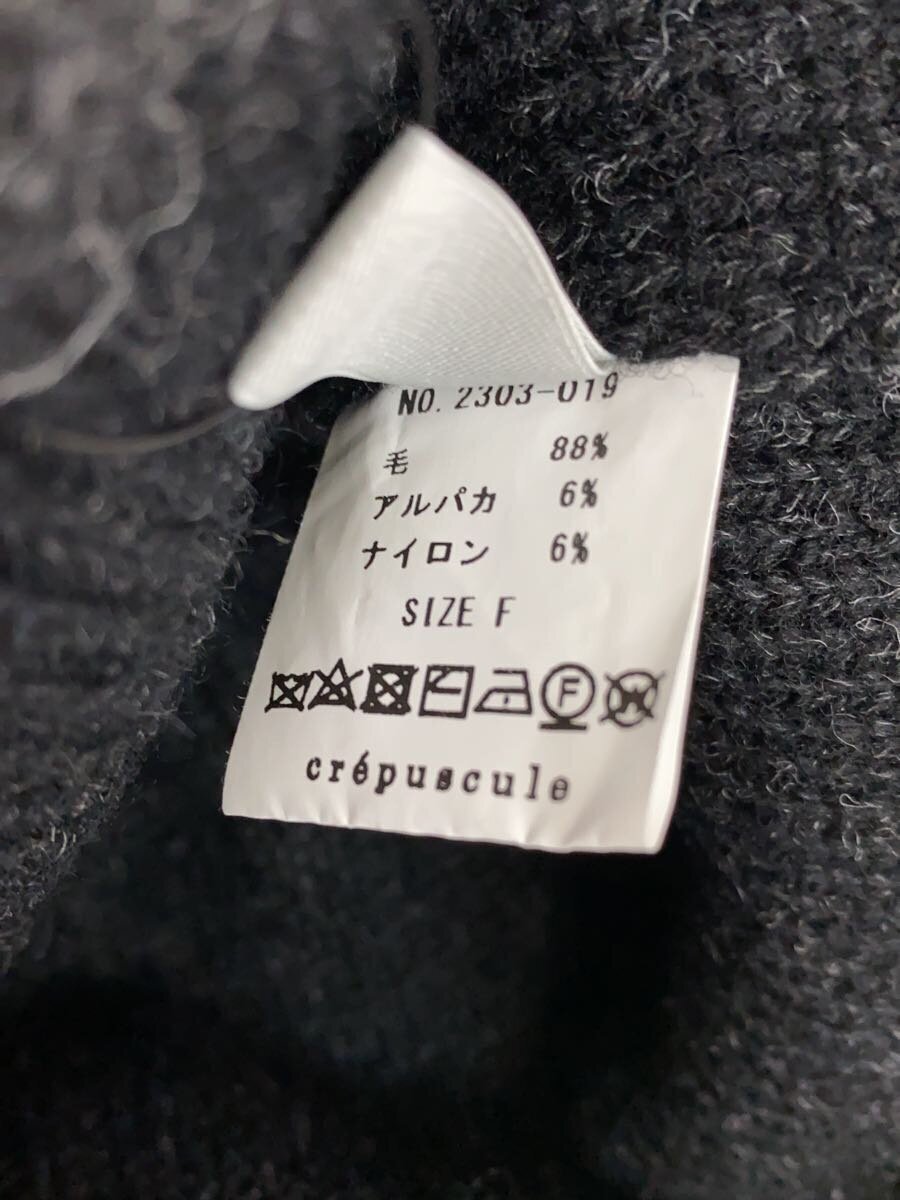 NO. 2303-019
毛 88%
アルパカ 6%
ナイロン 6%
SIZE F
F W
crépuscule